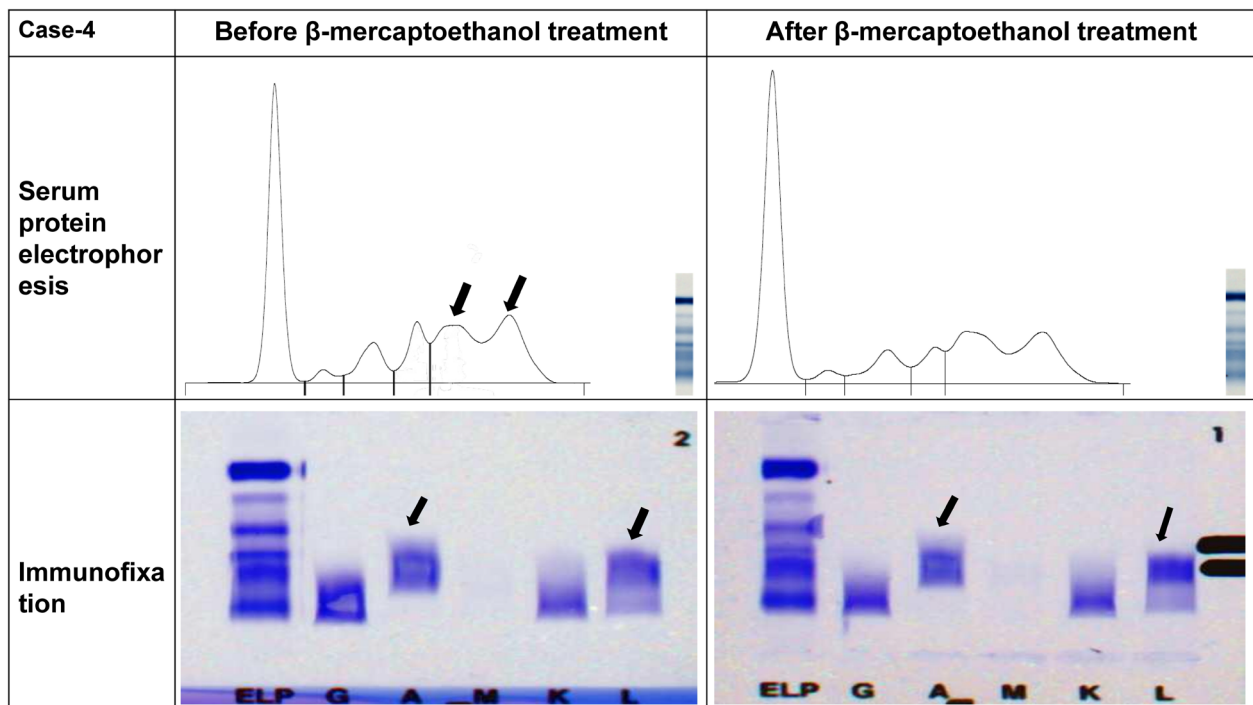 Case-4
Before β-mercaptoethanol treatment
After β-mercaptoethanol treatment
Serum
protein
electrophor
esis
Immunofixa
tion
2
ELP G A M K L
1
ELP G A M K L